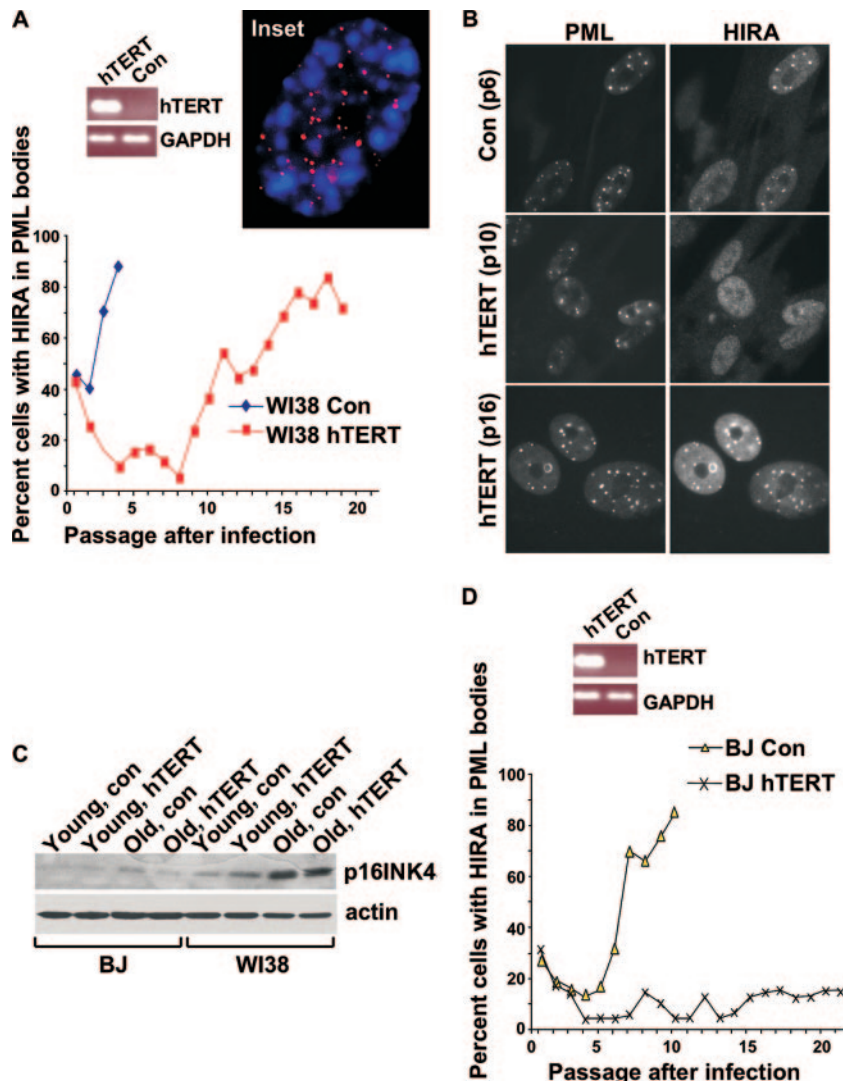 A
hTERT
Con
hTERT
GAPDH
Inset
Percent cells with HIRA in PML bodies
100
80
60
40
20
0
WI38 Con
WI38 hTERT
0 5 10 15 20
Passage after infection
B
PML HIRA
Con (p6)
hTERT (p10)
hTERT (p16)
C
Young, con
Young, hTERT
Old, con
Old, hTERT
Young, con
Young, hTERT
Old, con
Old, hTERT
p16INK4
actin
BJ WI38
D
hTERT
Con
hTERT
GAPDH
BJ Con
BJ hTERT
Percent cells with HIRA in PML bodies
100
80
60
40
20
0
0 5 10 15 20
Passage after infection